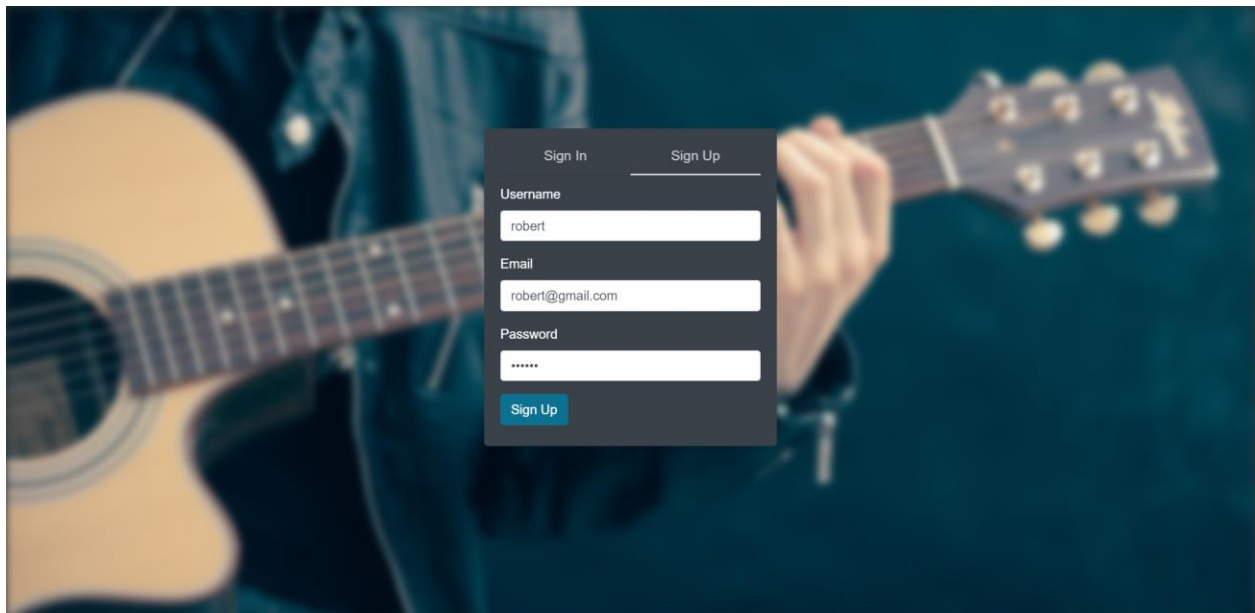 Sign In Sign Up
Username
robert
Email
robert@gmail.com
Password
••••••
Sign Up